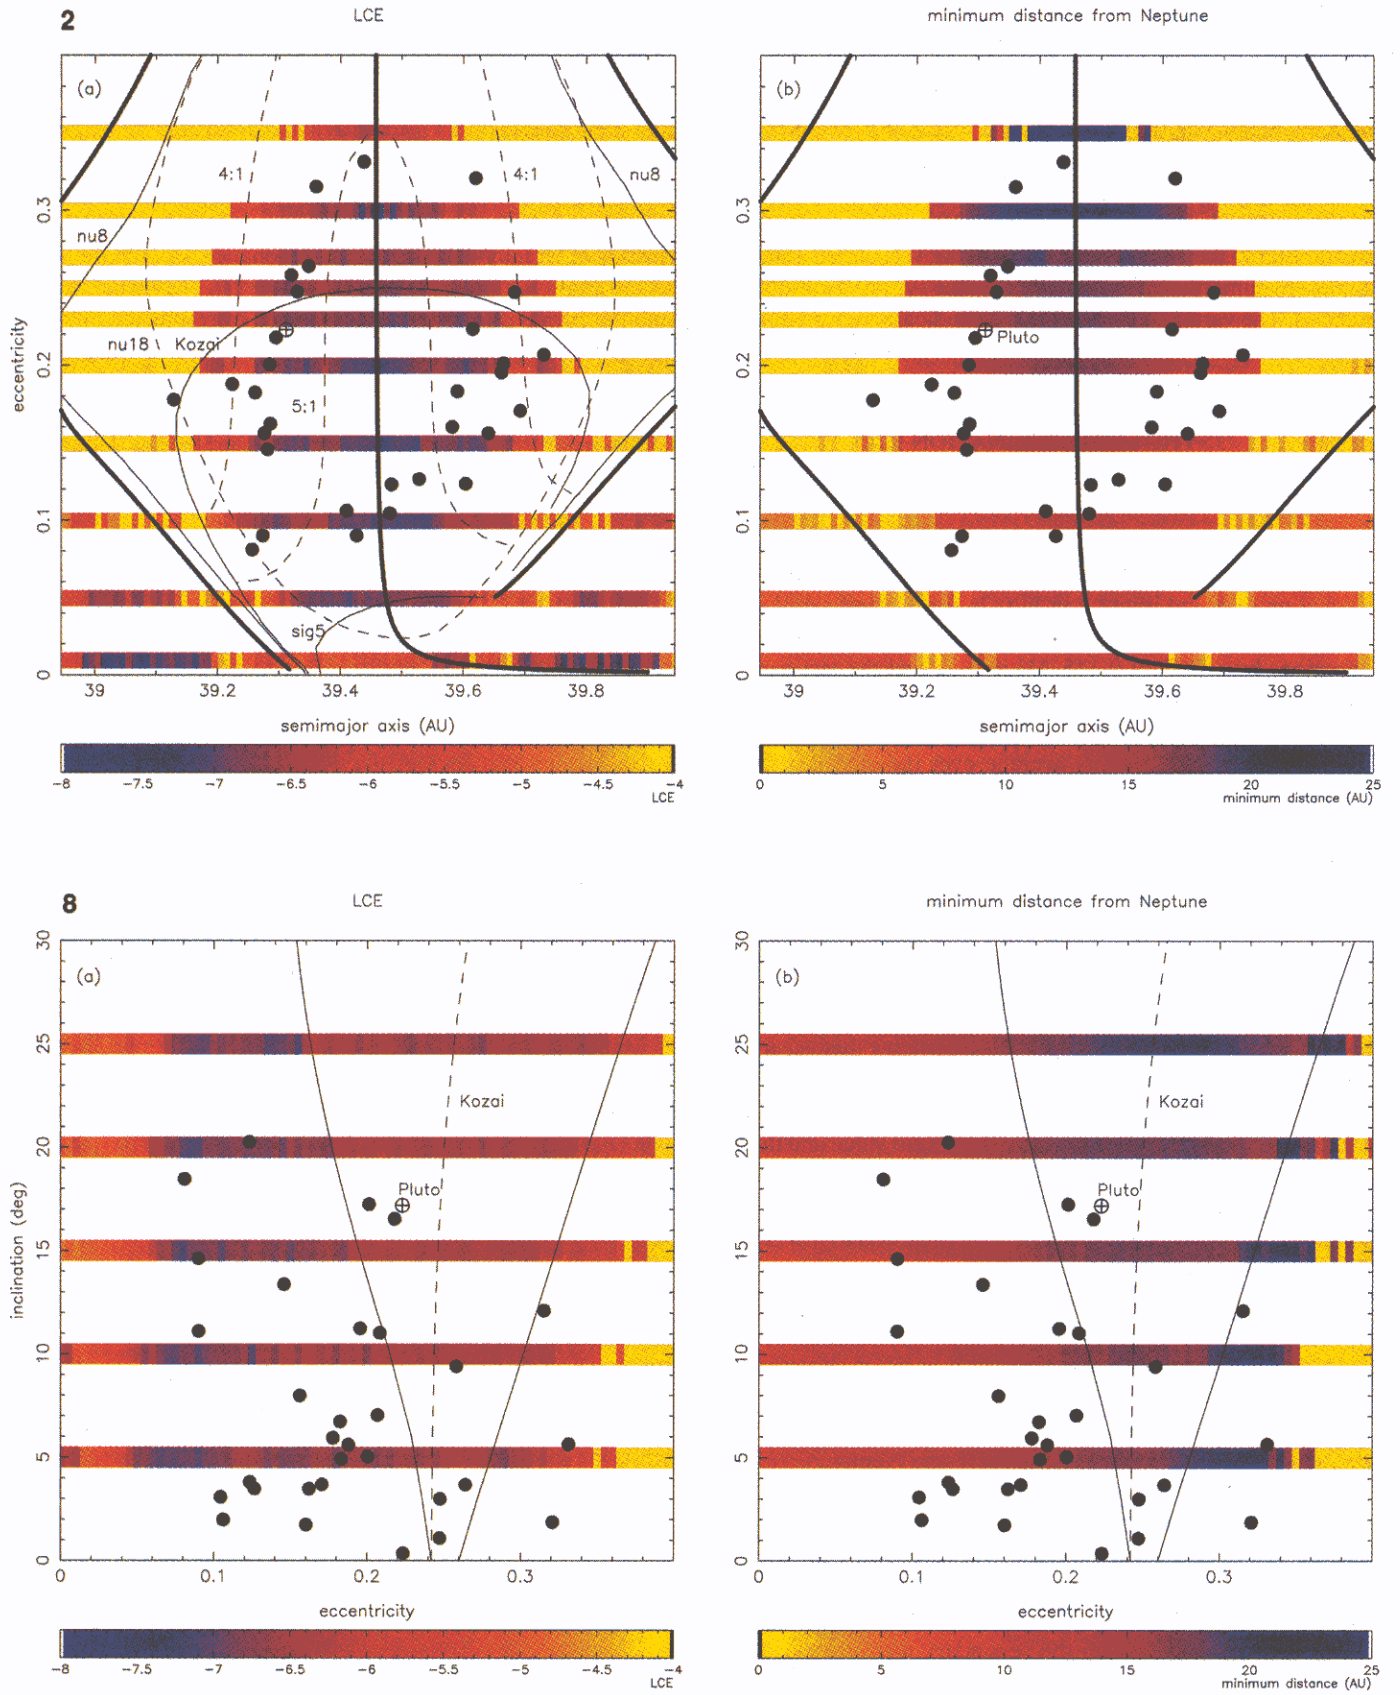 2
LCE
minimum distance from Neptune
(a)
(b)
4:1
4:1
nu8
nu8
nu18
Kozai
5:1
sig5
Pluto
eccentricity
0
0.1
0.2
0.3
0
0.1
0.2
0.3
39
39.2
39.4
39.6
39.8
39
39.2
39.4
39.6
39.8
semimajor axis (AU)
semimajor axis (AU)
−8
−7.5
−7
−6.5
−6
−5.5
−5
−4.5
−4
LCE
0
5
10
15
20
25
minimum distance (AU)
8
LCE
minimum distance from Neptune
(a)
(b)
Kozai
Kozai
Pluto
Pluto
inclination (deg)
0
5
10
15
20
25
30
0
5
10
15
20
25
30
0
0.1
0.2
0.3
0
0.1
0.2
0.3
eccentricity
eccentricity
−8
−7.5
−7
−6.5
−6
−5.5
−5
−4.5
−4
LCE
0
5
10
15
20
25
minimum distance (AU)